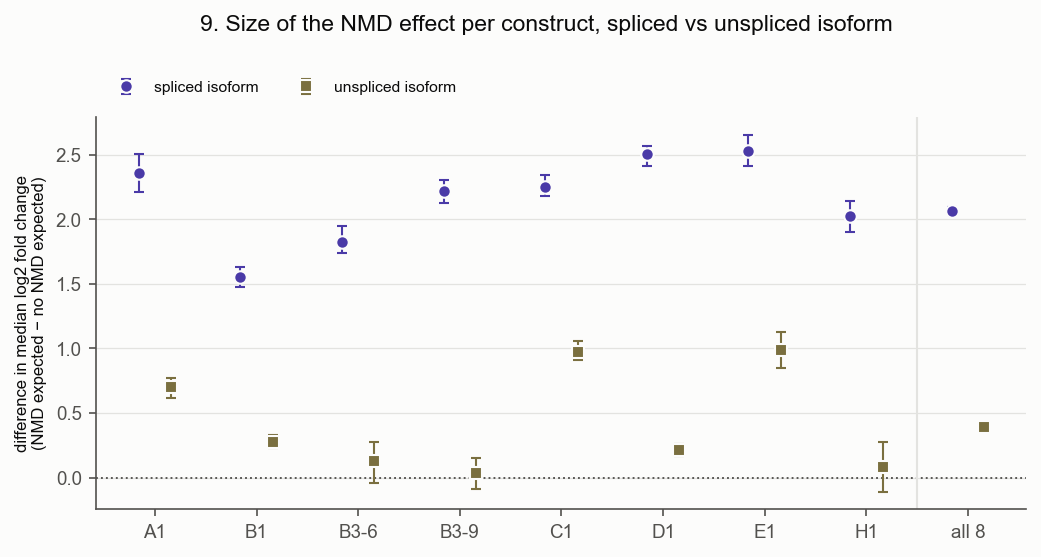 9. Size of the NMD effect per construct, spliced vs unspliced isoform
spliced isoform
unspliced isoform
difference in median log2 fold change
(NMD expected − no NMD expected)
2.5
2.0
1.5
1.0
0.5
0.0
A1
B1
B3-6
B3-9
C1
D1
E1
H1
all 8